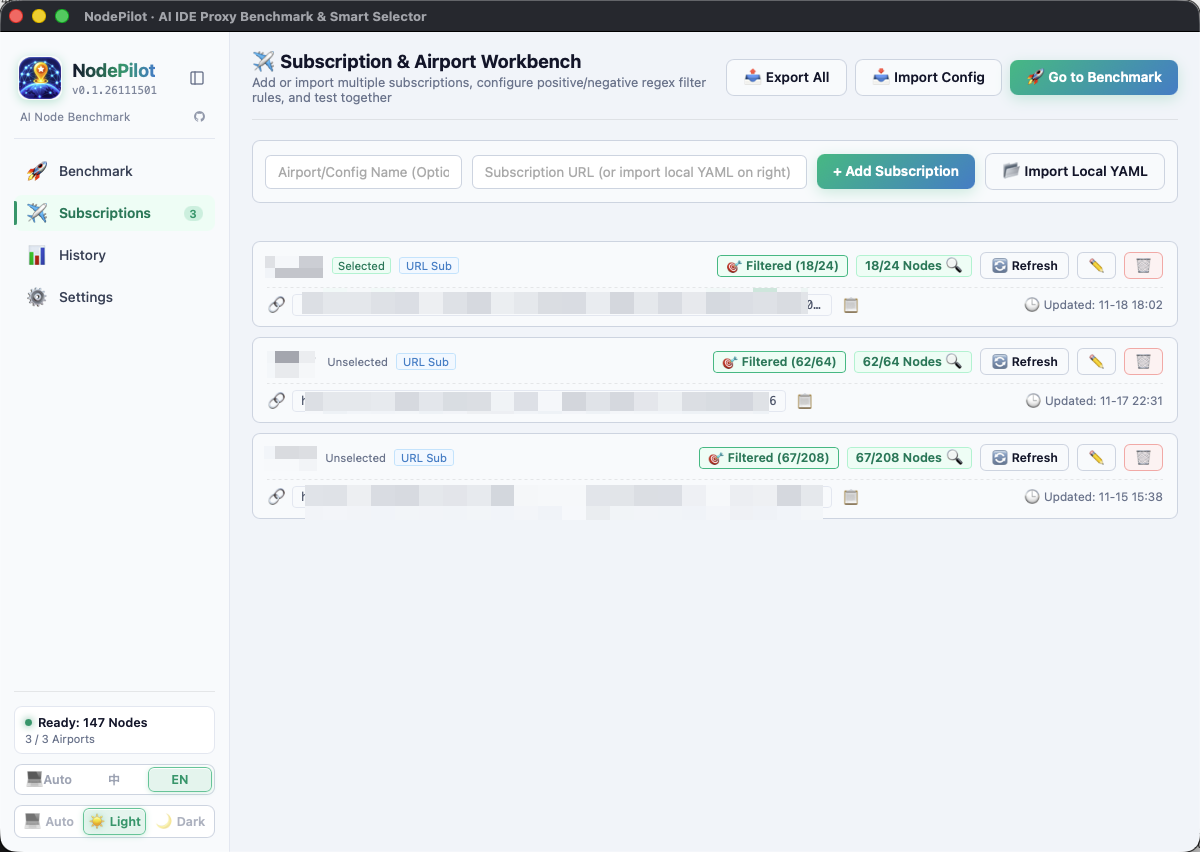 NodePilot · AI IDE Proxy Benchmark & Smart Selector
NodePilot
v0.1.26111501
AI Node Benchmark
Benchmark
Subscriptions 3
History
Settings
Ready: 147 Nodes
3 / 3 Airports
Auto 中 EN
Auto Light Dark
Subscription & Airport Workbench
Add or import multiple subscriptions, configure positive/negative regex filter
rules, and test together
Export All Import Config Go to Benchmark
Airport/Config Name (Optic Subscription URL (or import local YAML on right) + Add Subscription Import Local YAML
Selected URL Sub Filtered (18/24) 18/24 Nodes Refresh
Updated: 11-18 18:02
Unselected URL Sub Filtered (62/64) 62/64 Nodes Refresh
6 Updated: 11-17 22:31
Unselected URL Sub Filtered (67/208) 67/208 Nodes Refresh
Updated: 11-15 15:38